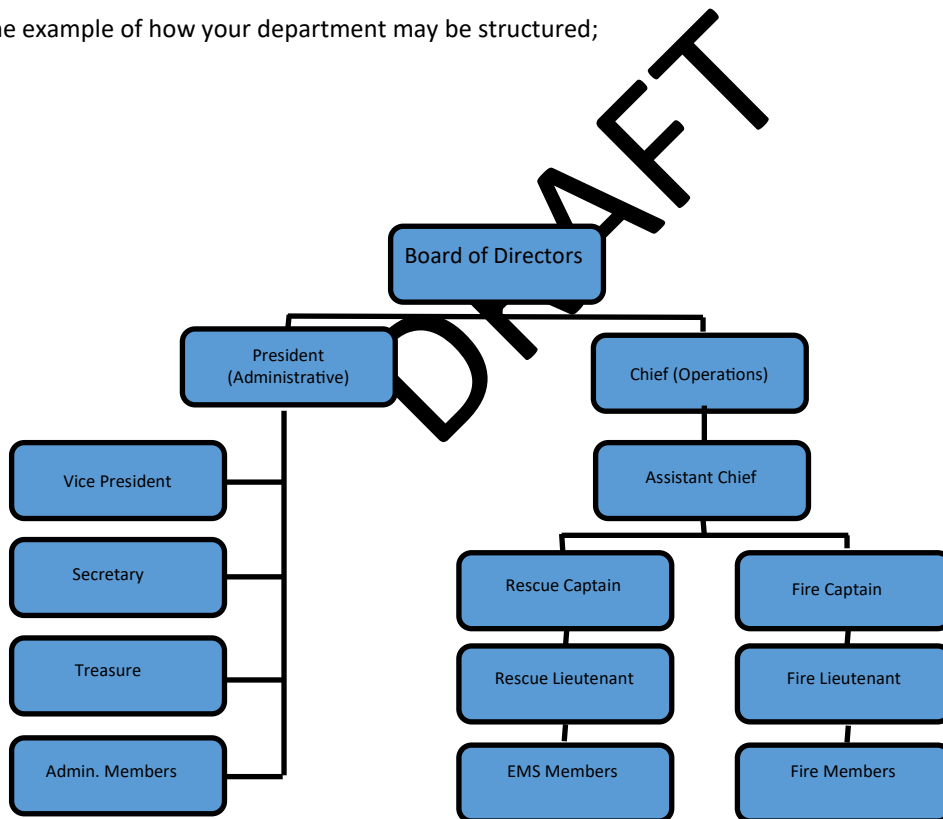 ne example of how your department may be structured;
DRAFT
Board of Directors
President
(Administrative)
Chief (Operations)
Vice President
Assistant Chief
Secretary
Rescue Captain
Fire Captain
Treasure
Rescue Lieutenant
Fire Lieutenant
Admin. Members
EMS Members
Fire Members